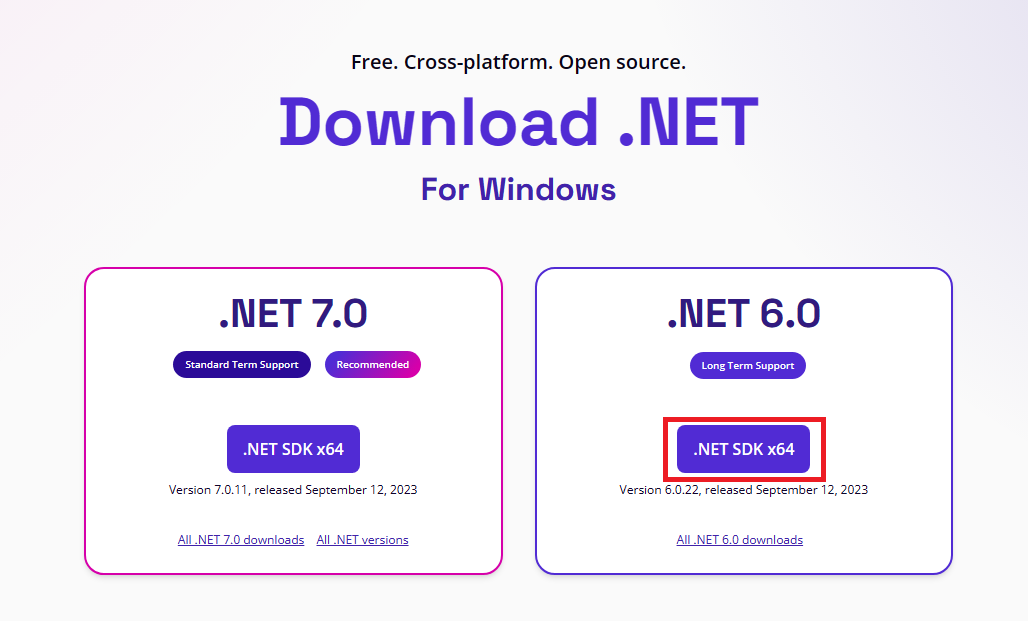 Free. Cross-platform. Open source.
Download .NET
For Windows
.NET 7.0
Standard Term Support
Recommended
.NET SDK x64
Version 7.0.11, released September 12, 2023
All .NET 7.0 downloads
All .NET versions
.NET 6.0
Long Term Support
.NET SDK x64
Version 6.0.22, released September 12, 2023
All .NET 6.0 downloads